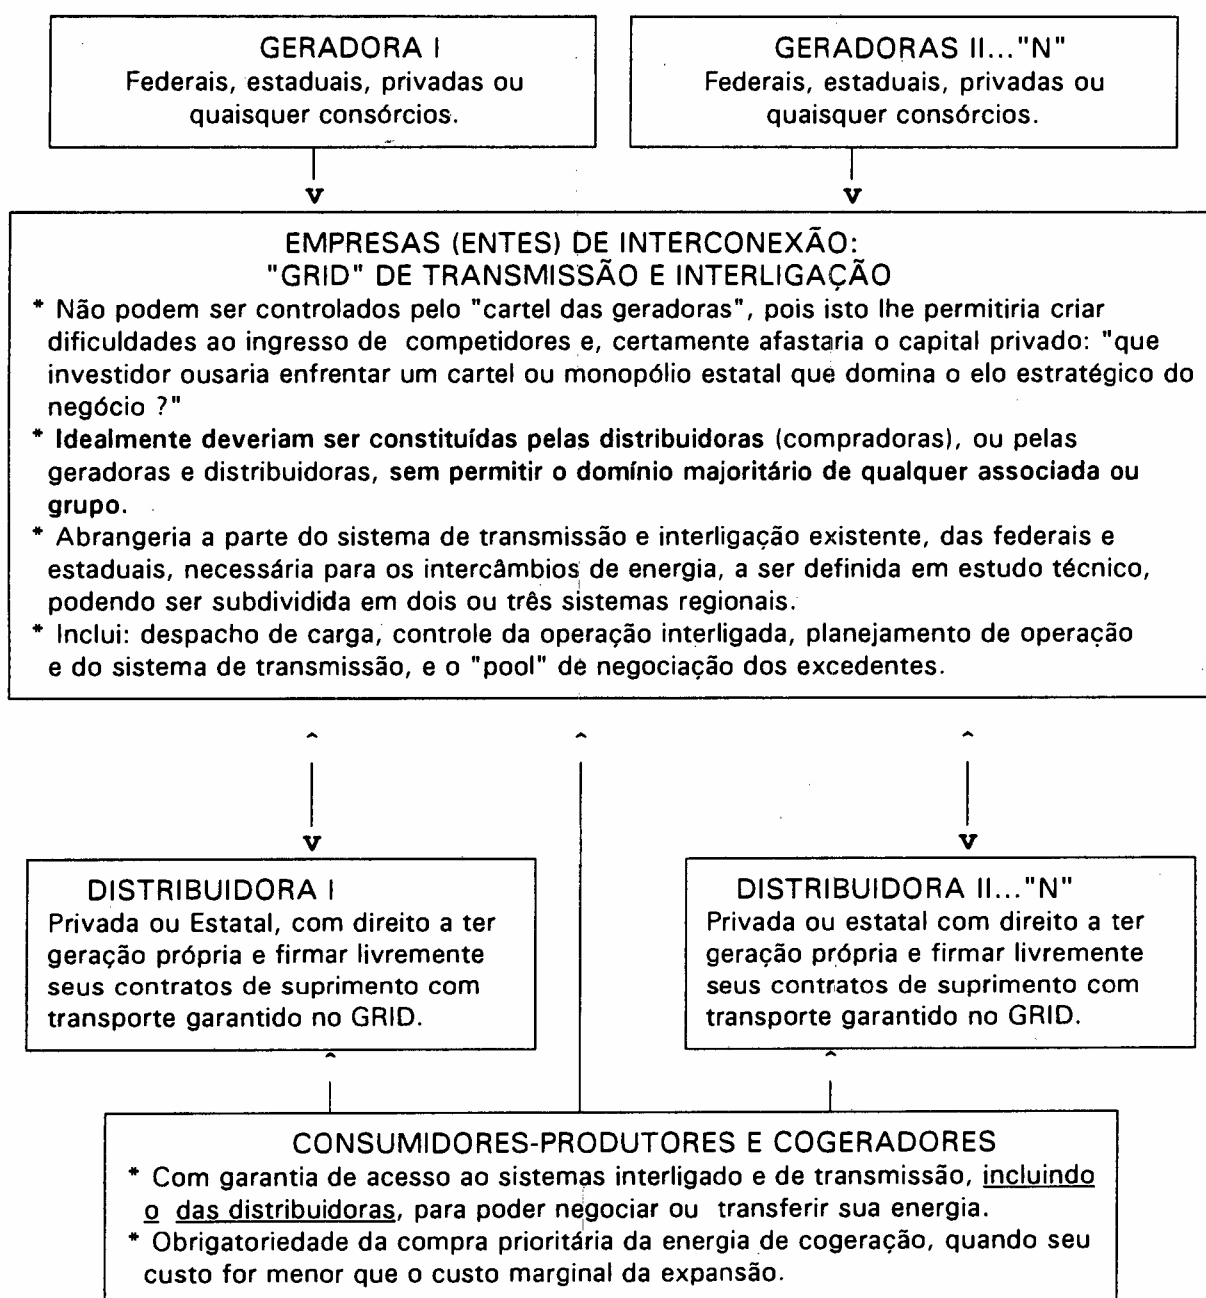 GERADORA I
Federais, estaduais, privadas ou
quaisquer consórcios.
GERADORAS II..."N"
Federais, estaduais, privadas ou
quaisquer consórcios.
v
v
EMPRESAS (ENTES) DE INTERCONEXÃO:
"GRID" DE TRANSMISSÃO E INTERLIGAÇÃO
* Não podem ser controlados pelo "cartel das geradoras", pois isto lhe permitiria criar
dificuldades ao ingresso de competidores e, certamente afastaria o capital privado: "que
investidor ousaria enfrentar um cartel ou monopólio estatal que domina o elo estratégico do
negócio ?"
* Idealmente deveriam ser constituídas pelas distribuidoras (compradoras), ou pelas
geradoras e distribuidoras, sem permitir o domínio majoritário de qualquer associada ou
grupo.
* Abrangeria a parte do sistema de transmissão e interligação existente, das federais e
estaduais, necessária para os intercâmbios de energia, a ser definida em estudo técnico,
podendo ser subdividida em dois ou três sistemas regionais.
* Inclui: despacho de carga, controle da operação interligada, planejamento de operação
e do sistema de transmissão, e o "pool" de negociação dos excedentes.
^ ^ ^
v
v
DISTRIBUIDORA I
Privada ou Estatal, com direito a ter
geração própria e firmar livremente
seus contratos de suprimento com
transporte garantido no GRID.
DISTRIBUIDORA II..."N"
Privada ou estatal com direito a ter
geração própria e firmar livremente
seus contratos de suprimento com
transporte garantido no GRID.
^ ^
CONSUMIDORES-PRODUTORES E COGERADORES
* Com garantia de acesso ao sistemas interligado e de transmissão, incluindo
o das distribuidoras, para poder negociar ou transferir sua energia.
* Obrigatoriedade da compra prioritária da energia de cogeração, quando seu
custo for menor que o custo marginal da expansão.